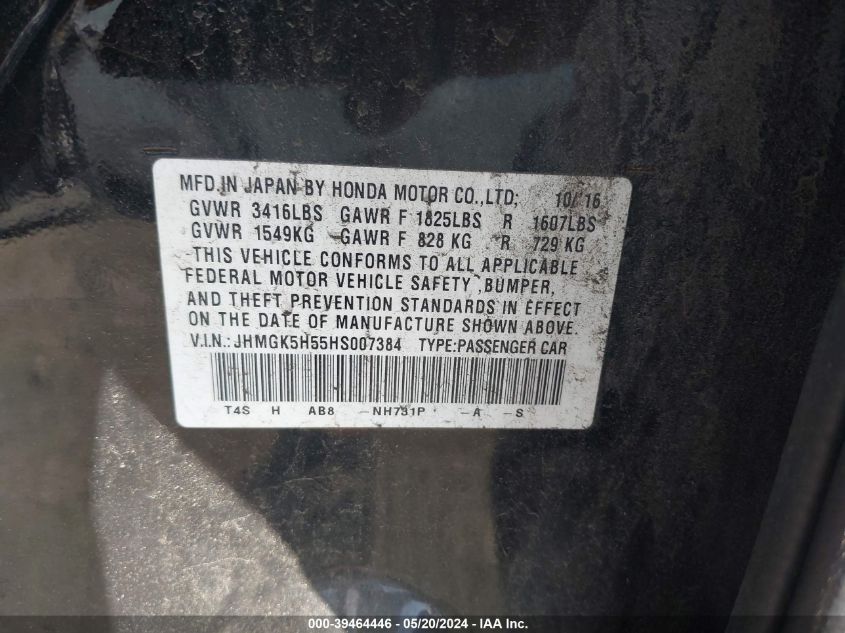 MFD.IN JAPAN BY HONDA MOTOR CO.,LTD; 10/16
GVWR 3416LBS GAWR F 1825LBS R 1607LBS
GVWR 1549KG GAWR F 828 KG R 729 KG
THIS VEHICLE CONFORMS TO ALL APPLICABLE
FEDERAL MOTOR VEHICLE SAFETY ,BUMPER,
AND THEFT PREVENTION STANDARDS IN EFFECT
ON THE DATE OF MANUFACTURE SHOWN ABOVE.
V.I.N.: JHMGK5H55HS007384 TYPE:PASSENGER CAR
T4S H AB8 -NH731P -A -S
000-39464446 - 05/20/2024 - IAA Inc.